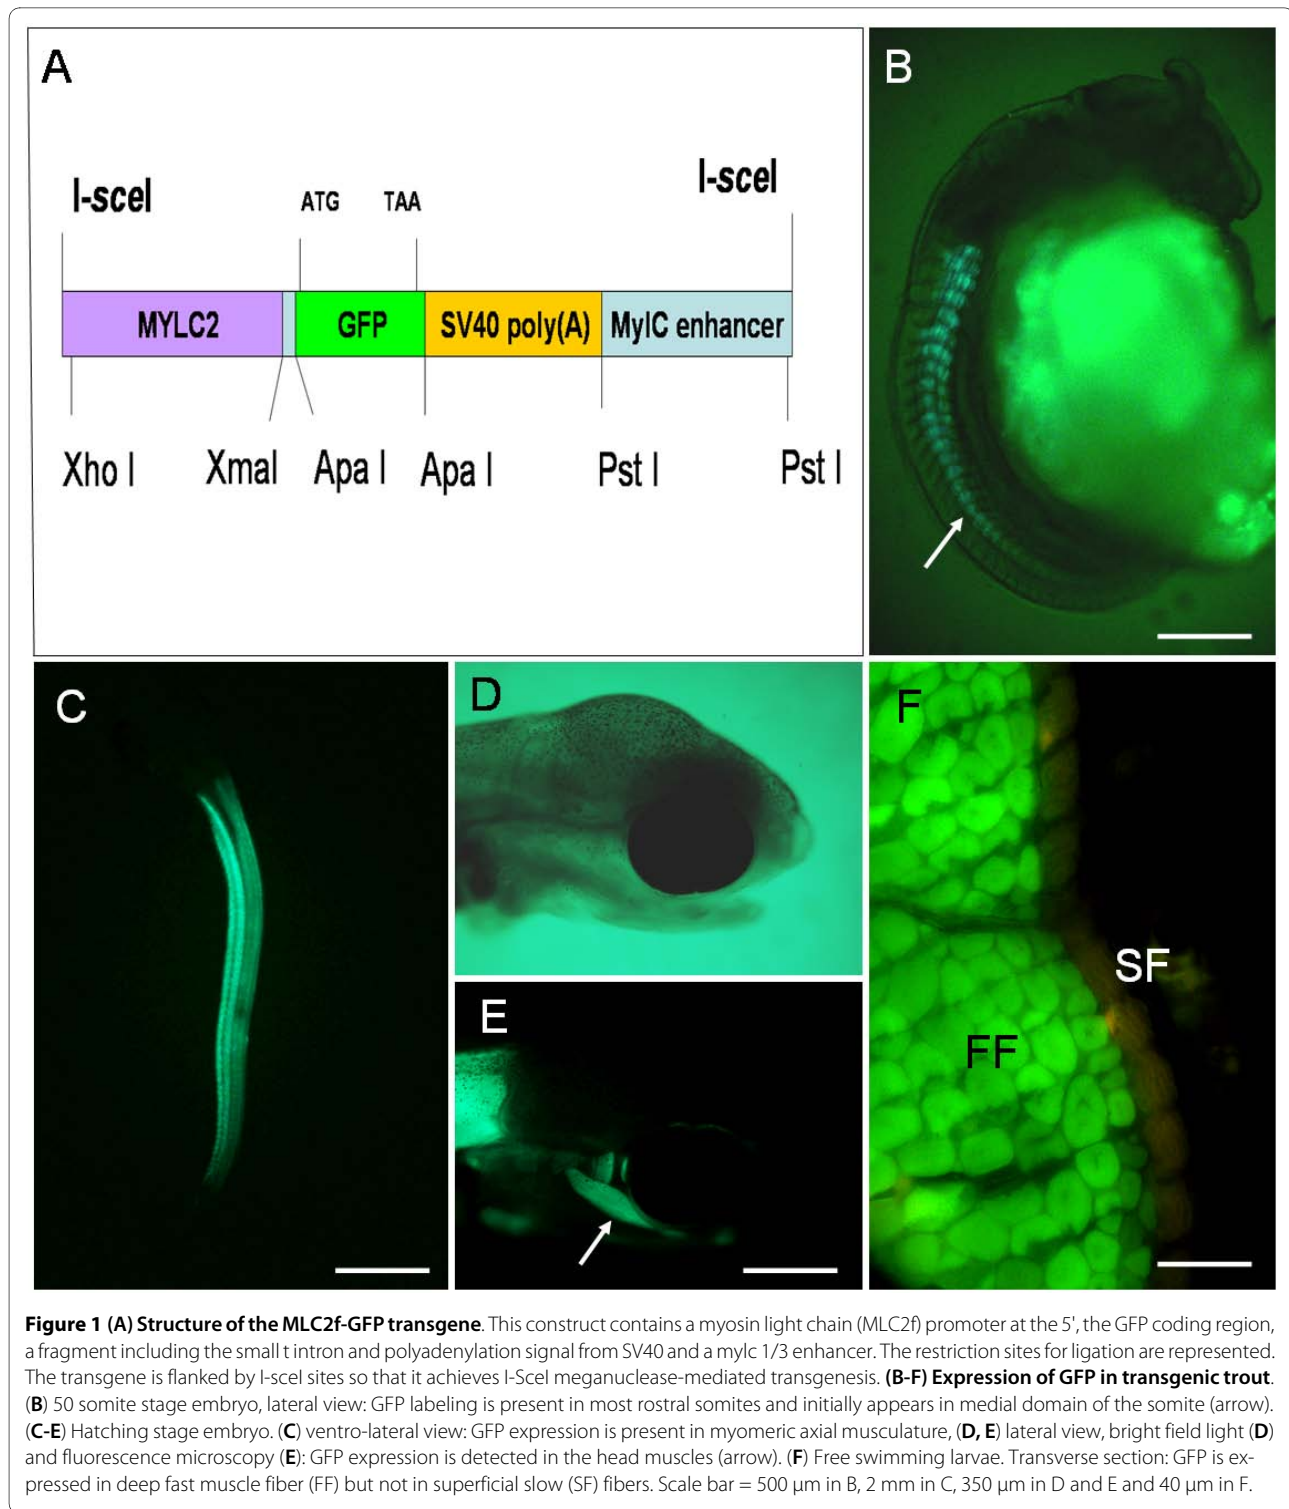 A
I-sceI
I-sceI
ATG TAA
MYLC2 GFP SV40 poly(A) MylC enhancer
Xho I XmaI Apa I Apa I Pst I Pst I
B
C
D
E
F
SF
FF
Figure 1 (A) Structure of the MLC2f-GFP transgene. This construct contains a myosin light chain (MLC2f) promoter at the 5', the GFP coding region,
a fragment including the small t intron and polyadenylation signal from SV40 and a mylc 1/3 enhancer. The restriction sites for ligation are represented.
The transgene is flanked by I-sceI sites so that it achieves I-SceI meganuclease-mediated transgenesis. (B-F) Expression of GFP in transgenic trout.
(B) 50 somite stage embryo, lateral view: GFP labeling is present in most rostral somites and initially appears in medial domain of the somite (arrow).
(C-E) Hatching stage embryo. (C) ventro-lateral view: GFP expression is present in myomeric axial musculature, (D, E) lateral view, bright field light (D)
and fluorescence microscopy (E): GFP expression is detected in the head muscles (arrow). (F) Free swimming larvae. Transverse section: GFP is ex-
pressed in deep fast muscle fiber (FF) but not in superficial slow (SF) fibers. Scale bar = 500 μm in B, 2 mm in C, 350 μm in D and E and 40 μm in F.